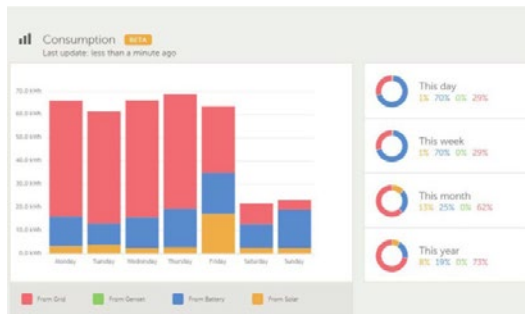 Consumption BETA
Last update: less than a minute ago
70.0 kWh
60.0 kWh
50.0 kWh
40.0 kWh
30.0 kWh
20.0 kWh
10.0 kWh
0.0 kWh
Monday Tuesday Wednesday Thursday Friday Saturday Sunday
From Grid From Genset From Battery From Solar
This day
1% 70% 0% 29%
This week
1% 70% 0% 29%
This month
13% 25% 0% 62%
This year
8% 19% 0% 73%